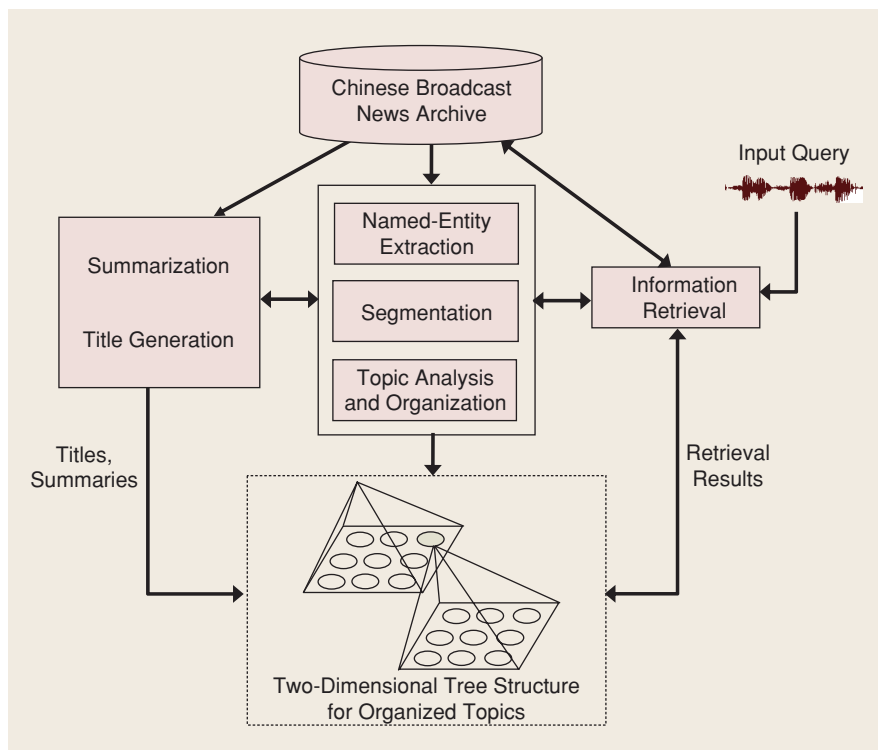 Chinese Broadcast
News Archive
Input Query
Named-Entity
Extraction
Summarization
Title Generation
Segmentation
Information
Retrieval
Topic Analysis
and Organization
Titles,
Summaries
Retrieval
Results
Two-Dimensional Tree Structure
for Organized Topics